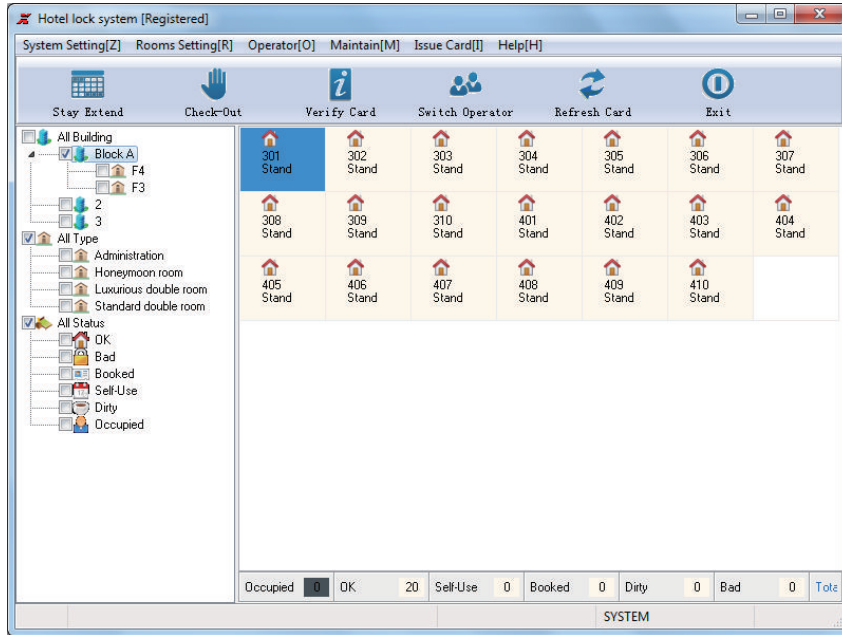 Hotel lock system [Registered]
System Setting[Z] Rooms Setting[R] Operator[O] Maintain[M] Issue Card[I] Help[H]
Stay Extend Check-Out Verify Card Switch Operator Refresh Card Exit
All Building
Block A
F4
F3
2
3
All Type
Administration
Honeymoon room
Luxurious double room
Standard double room
All Status
OK
Bad
Booked
Self-Use
Dirty
Occupied
301 302 303 304 305 306 307
Stand Stand Stand Stand Stand Stand Stand
308 309 310 401 402 403 404
Stand Stand Stand Stand Stand Stand Stand
405 406 407 408 409 410
Stand Stand Stand Stand Stand Stand
Occupied 0 OK 20 Self-Use 0 Booked 0 Dirty 0 Bad 0
SYSTEM